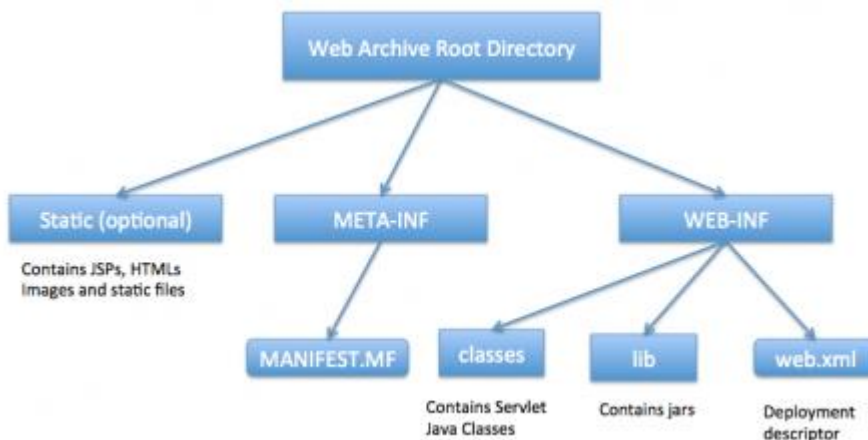 Web Archive Root Directory
Static (optional)
META-INF
WEB-INF
Contains JSPs, HTMLs
Images and static files
MANIFEST.MF
classes
lib
web.xml
Contains Servlet
Java Classes
Contains jars
Deployment
descriptor